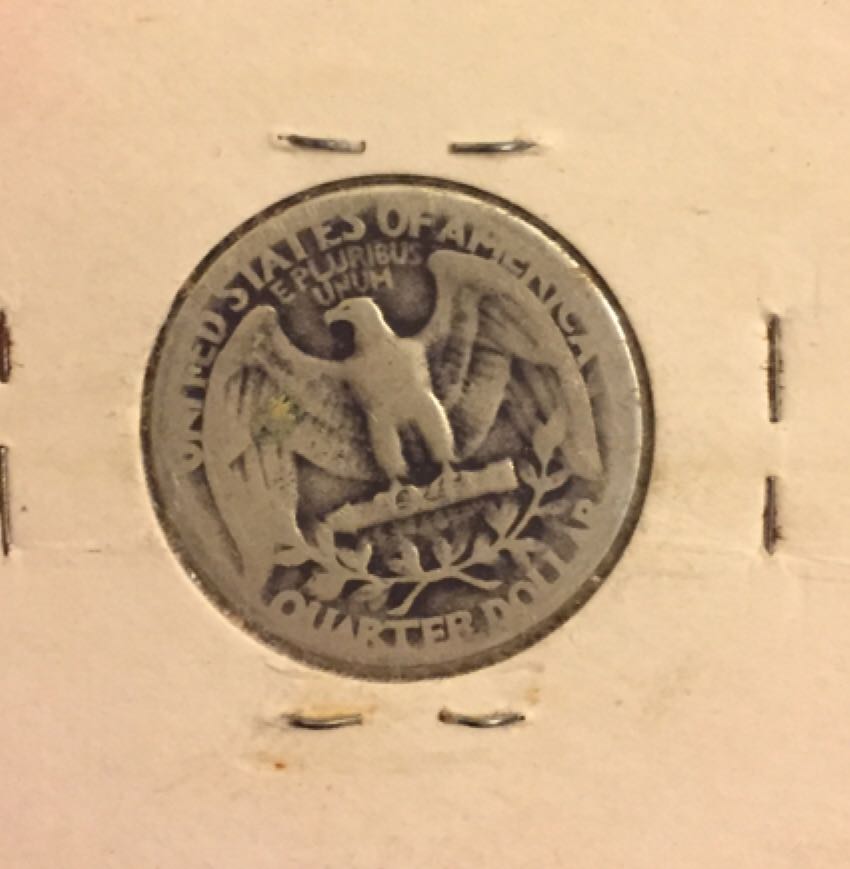 UNITED STATES OF AMERICA
E PLURIBUS
UNUM
QUARTER DOLLAR